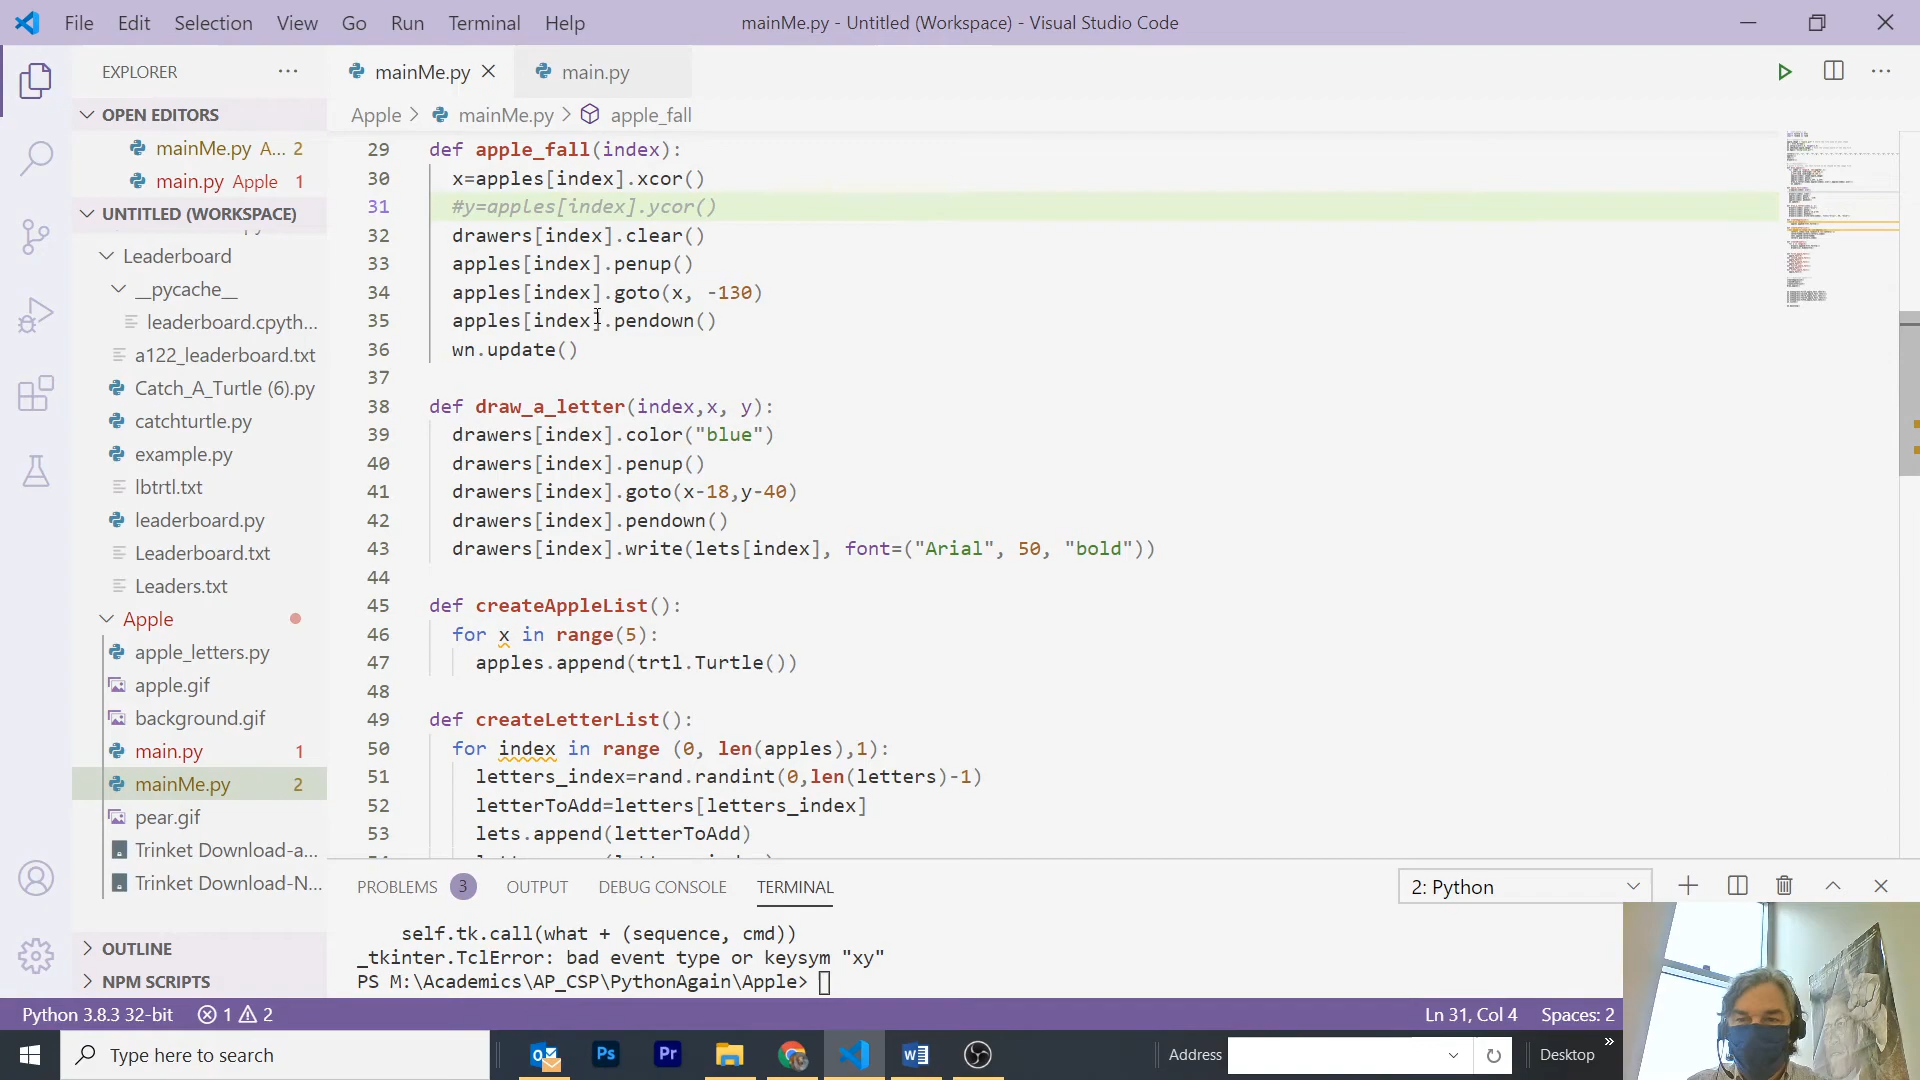 File Edit Selection View Go Run Terminal Help
mainMe.py - Untitled (Workspace) - Visual Studio Code
EXPLORER
OPEN EDITORS
mainMe.py A... 2
main.py Apple 1
UNTITLED (WORKSPACE)
Leaderboard
__pycache__
leaderboard.cpyth...
a122_leaderboard.txt
Catch_A_Turtle (6).py
catchturtle.py
example.py
lbtrtl.txt
leaderboard.py
Leaderboard.txt
Leaders.txt
Apple
apple_letters.py
apple.gif
background.gif
main.py 1
mainMe.py 2
pear.gif
Trinket Download-a...
Trinket Download-N...
OUTLINE
NPM SCRIPTS
mainMe.py main.py
Apple > mainMe.py > apple_fall
29 def apple_fall(index):
30 x=apples[index].xcor()
31 #y=apples[index].ycor()
32 drawers[index].clear()
33 apples[index].penup()
34 apples[index].goto(x, -130)
35 apples[index].pendown()
36 wn.update()
37
38 def draw_a_letter(index,x, y):
39 drawers[index].color("blue")
40 drawers[index].penup()
41 drawers[index].goto(x-18,y-40)
42 drawers[index].pendown()
43 drawers[index].write(lets[index], font=("Arial", 50, "bold"))
44
45 def createAppleList():
46 for x in range(5):
47 apples.append(trtl.Turtle())
48
49 def createLetterList():
50 for index in range (0, len(apples),1):
51 letters_index=rand.randint(0,len(letters)-1)
52 letterToAdd=letters[letters_index]
53 lets.append(letterToAdd)
PROBLEMS 3 OUTPUT DEBUG CONSOLE TERMINAL
2: Python
self.tk.call(what + (sequence, cmd))
_tkinter.TclError: bad event type or keysym "xy"
PS M:\Academics\AP_CSP\PythonAgain\Apple>
Python 3.8.3 32-bit 1 2
Ln 31, Col 4 Spaces: 2
Type here to search
Ps Pr
Address
Desktop